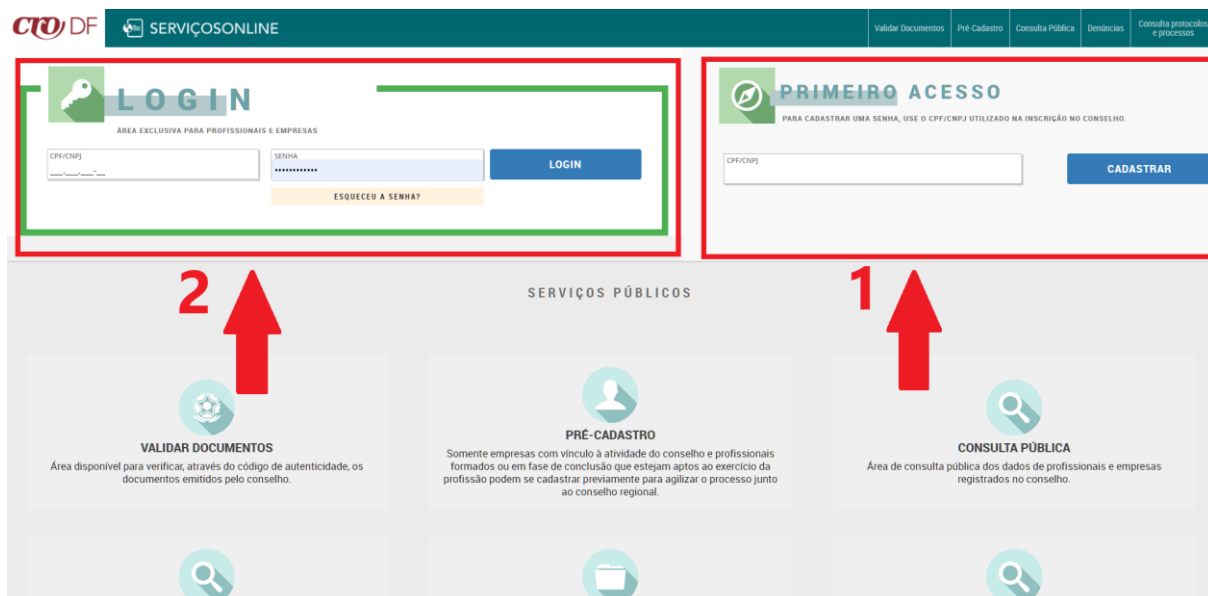 CRO DF
SERVIÇOSONLINE
Validar Documentos
Pré-Cadastro
Consulta Pública
Denúncias
Consulta protocolos
e processos
LOGIN
ÁREA EXCLUSIVA PARA PROFISSIONAIS E EMPRESAS
CPF/CNPJ
___.___.___-__
SENHA
••••••••••••
LOGIN
ESQUECEU A SENHA?
PRIMEIRO ACESSO
PARA CADASTRAR UMA SENHA, USE O CPF/CNPJ UTILIZADO NA INSCRIÇÃO NO CONSELHO.
CPF/CNPJ
CADASTRAR
2
1
SERVIÇOS PÚBLICOS
VALIDAR DOCUMENTOS
Área disponível para verificar, através do código de autenticidade, os
documentos emitidos pelo conselho.
PRÉ-CADASTRO
Somente empresas com vínculo à atividade do conselho e profissionais
formados ou em fase de conclusão que estejam aptos ao exercício da
profissão podem se cadastrar previamente para agilizar o processo junto
ao conselho regional.
CONSULTA PÚBLICA
Área de consulta pública dos dados de profissionais e empresas
registrados no conselho.